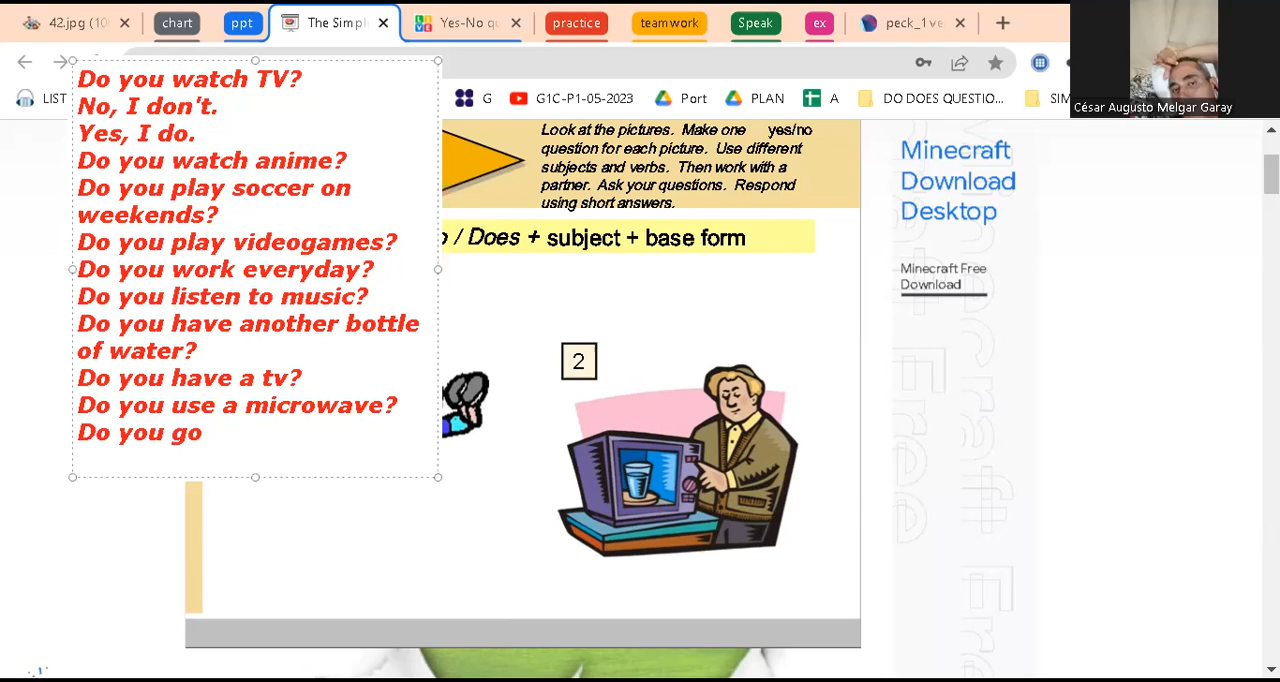 42.jpg (10
chart
ppt
The Simpl
Yes-No qu
practice
teamwork
Speak
ex
peck_1 ve
LIST
G
G1C-P1-05-2023
Port
PLAN
A
DO DOES QUESTIO...
SIM
César Augusto Melgar Garay
Do you watch TV?
No, I don't.
Yes, I do.
Do you watch anime?
Do you play soccer on
weekends?
Do you play videogames?
Do you work everyday?
Do you listen to music?
Do you have another bottle
of water?
Do you have a tv?
Do you use a microwave?
Do you go
Look at the pictures. Make one yes/no
question for each picture. Use different
subjects and verbs. Then work with a
partner. Ask your questions. Respond
using short answers.
/ Does + subject + base form
2
Minecraft
Download
Desktop
Minecraft Free
Download